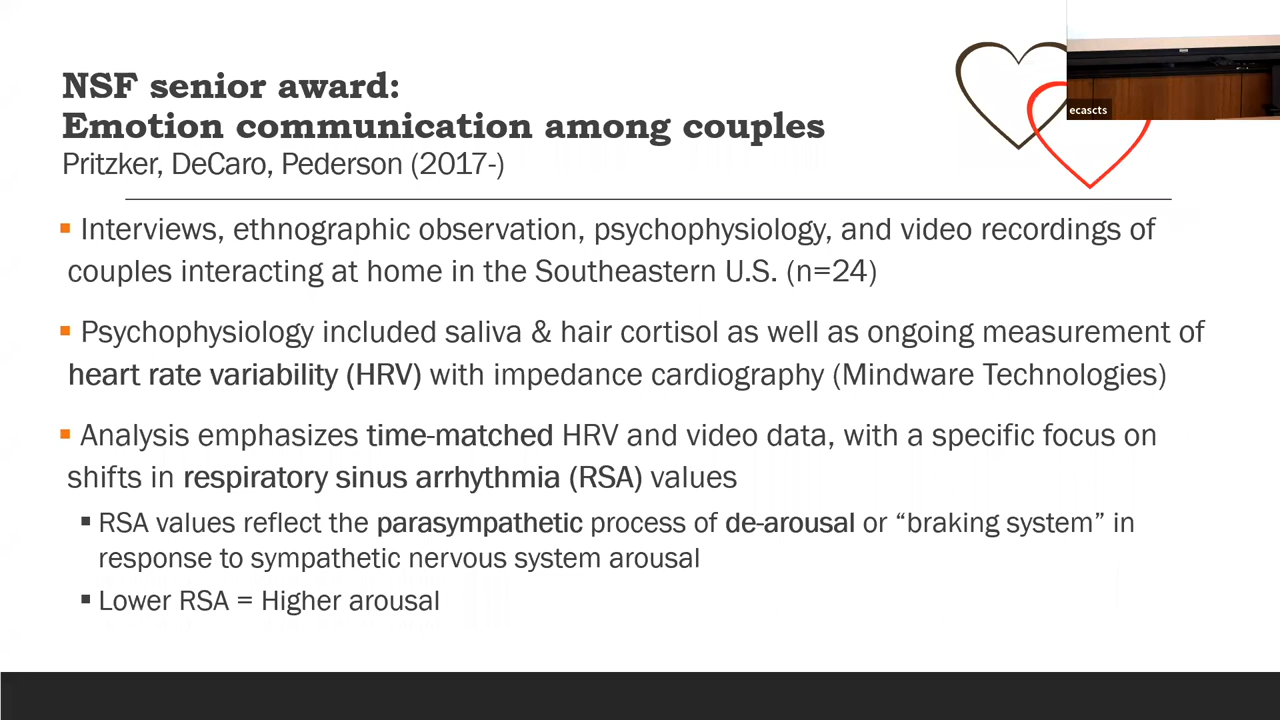 NSF senior award:
Emotion communication among couples
Pritzker, DeCaro, Pederson (2017-)
ecascts
▪ Interviews, ethnographic observation, psychophysiology, and video recordings of
couples interacting at home in the Southeastern U.S. (n=24)
▪ Psychophysiology included saliva & hair cortisol as well as ongoing measurement of
heart rate variability (HRV) with impedance cardiography (Mindware Technologies)
▪ Analysis emphasizes time-matched HRV and video data, with a specific focus on
shifts in respiratory sinus arrhythmia (RSA) values
▪ RSA values reflect the parasympathetic process of de-arousal or “braking system” in
response to sympathetic nervous system arousal
▪ Lower RSA = Higher arousal